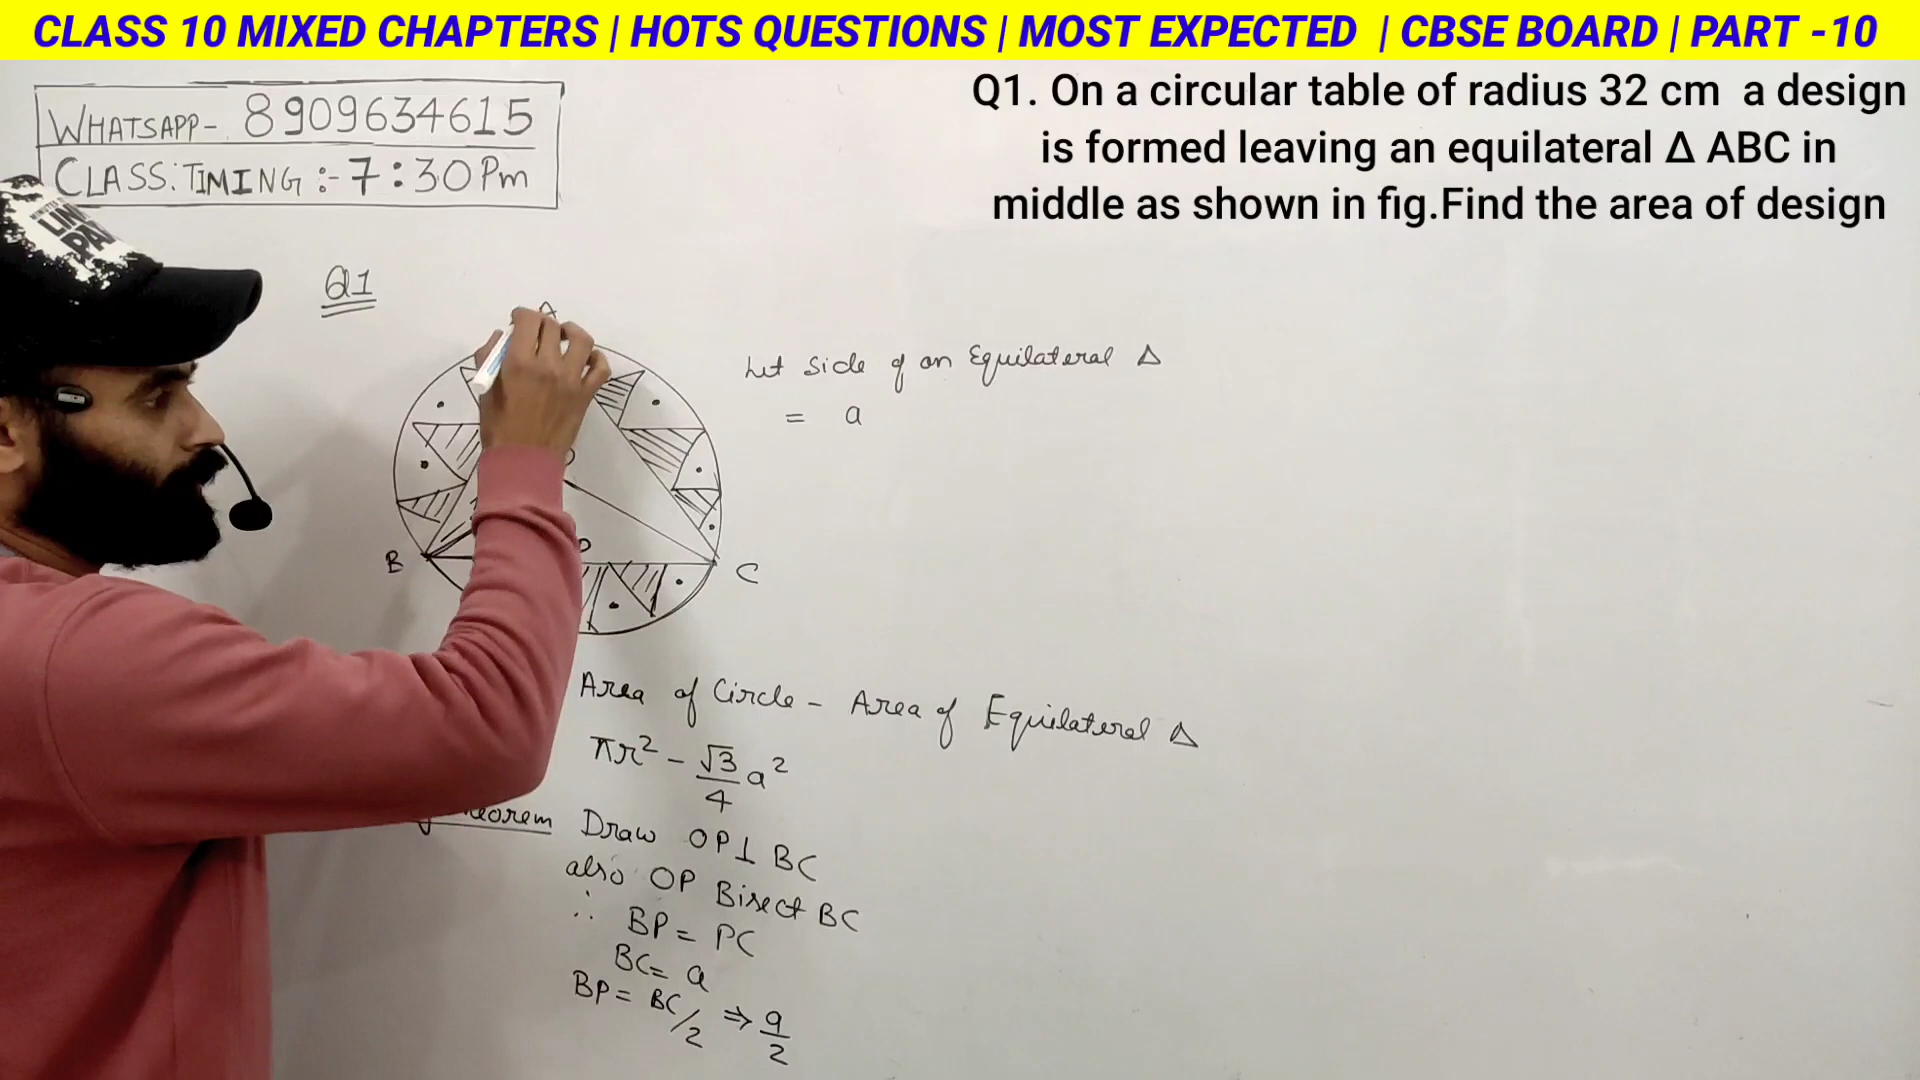 CLASS 10 MIXED CHAPTERS | HOTS QUESTIONS | MOST EXPECTED | CBSE BOARD | PART -10
WHATSAPP- 8909634615
CLASS:TIMING :- 7:30 Pm
Q1. On a circular table of radius 32 cm a design
is formed leaving an equilateral Δ ABC in
middle as shown in fig.Find the area of design
Q1
A
Let Side of an Equilateral Δ
= a
B
C
Area of Circle - Area of Equilateral Δ
πr² - √3/4 a²
Draw OP⊥ BC
also OP Bisect BC
∴ BP = PC
BC = a
BP = BC/2 ⇒ a/2